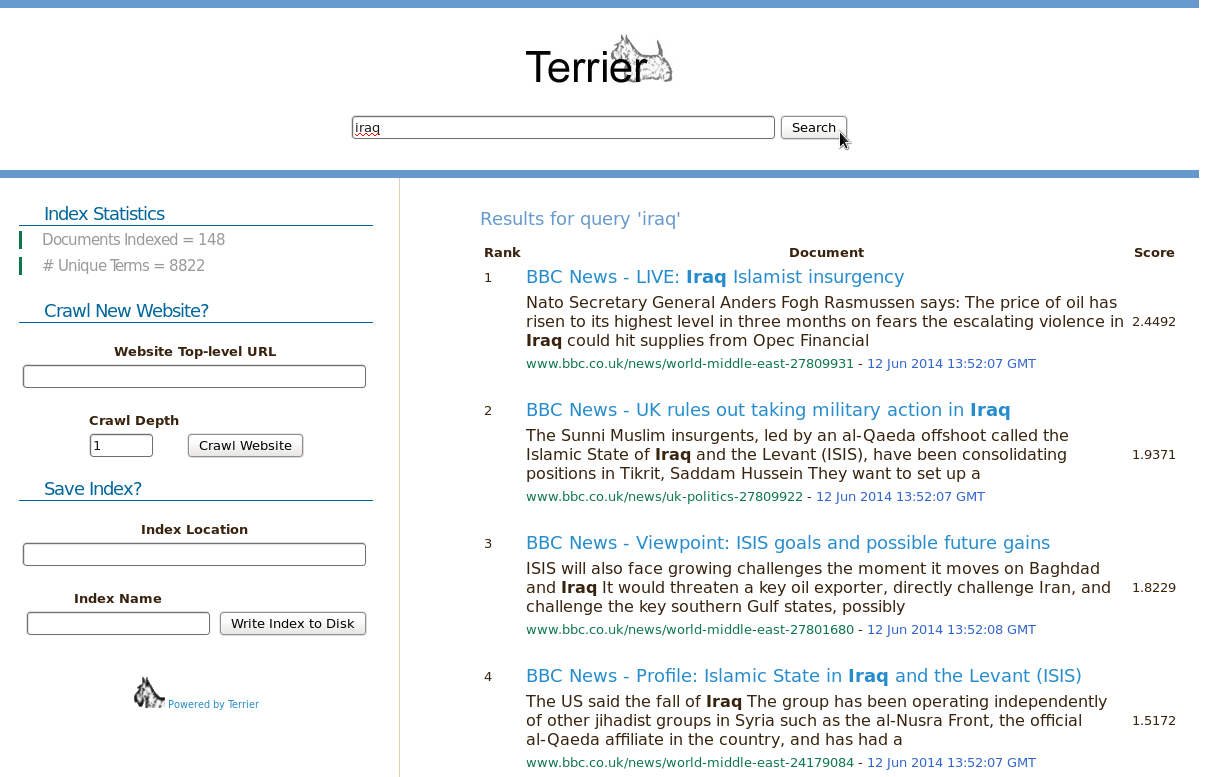 Terrier
iraq
Search
Index Statistics
Documents Indexed = 148
# Unique Terms = 8822
Crawl New Website?
Website Top-level URL
Crawl Depth
1
Crawl Website
Save Index?
Index Location
Index Name
Write Index to Disk
Powered by Terrier
Results for query 'iraq'
Rank Document Score
1 BBC News - LIVE: Iraq Islamist insurgency
Nato Secretary General Anders Fogh Rasmussen says: The price of oil has
risen to its highest level in three months on fears the escalating violence in 2.4492
Iraq could hit supplies from Opec Financial
www.bbc.co.uk/news/world-middle-east-27809931 - 12 Jun 2014 13:52:07 GMT
2 BBC News - UK rules out taking military action in Iraq
The Sunni Muslim insurgents, led by an al-Qaeda offshoot called the
Islamic State of Iraq and the Levant (ISIS), have been consolidating 1.9371
positions in Tikrit, Saddam Hussein They want to set up a
www.bbc.co.uk/news/uk-politics-27809922 - 12 Jun 2014 13:52:07 GMT
3 BBC News - Viewpoint: ISIS goals and possible future gains
ISIS will also face growing challenges the moment it moves on Baghdad
and Iraq It would threaten a key oil exporter, directly challenge Iran, and 1.8229
challenge the key southern Gulf states, possibly
www.bbc.co.uk/news/world-middle-east-27801680 - 12 Jun 2014 13:52:08 GMT
4 BBC News - Profile: Islamic State in Iraq and the Levant (ISIS)
The US said the fall of Iraq The group has been operating independently
of other jihadist groups in Syria such as the al-Nusra Front, the official 1.5172
al-Qaeda affiliate in the country, and has had a
www.bbc.co.uk/news/world-middle-east-24179084 - 12 Jun 2014 13:52:07 GMT